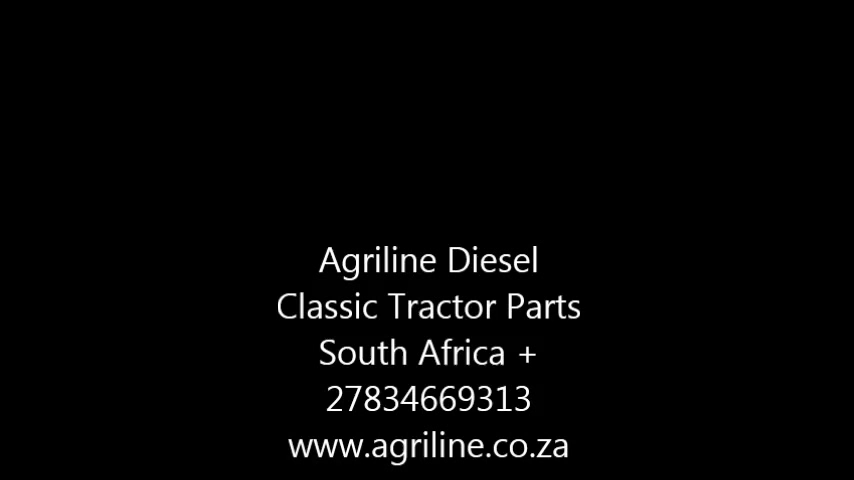 Agriline Diesel
Classic Tractor Parts
South Africa +
27834669313
www.agriline.co.za